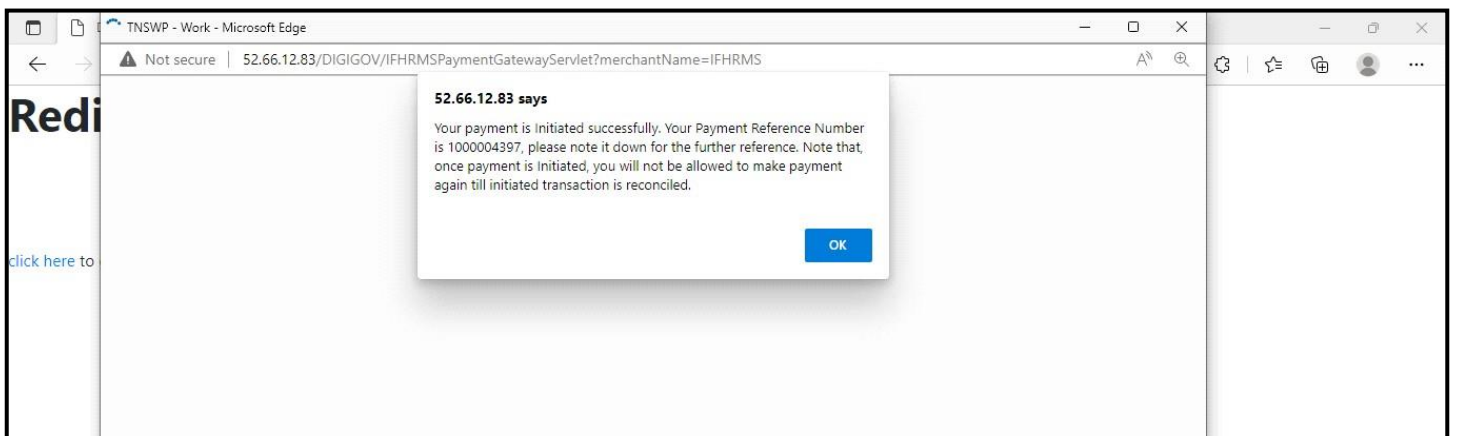 TNSWP - Work - Microsoft Edge
Not secure | 52.66.12.83/DIGIGOV/IFHRMSPaymentGatewayServlet?merchantName=IFHRMS
Redi
52.66.12.83 says
Your payment is Initiated successfully. Your Payment Reference Number
is 1000004397, please note it down for the further reference. Note that,
once payment is Initiated, you will not be allowed to make payment
again till initiated transaction is reconciled.
OK
click here to